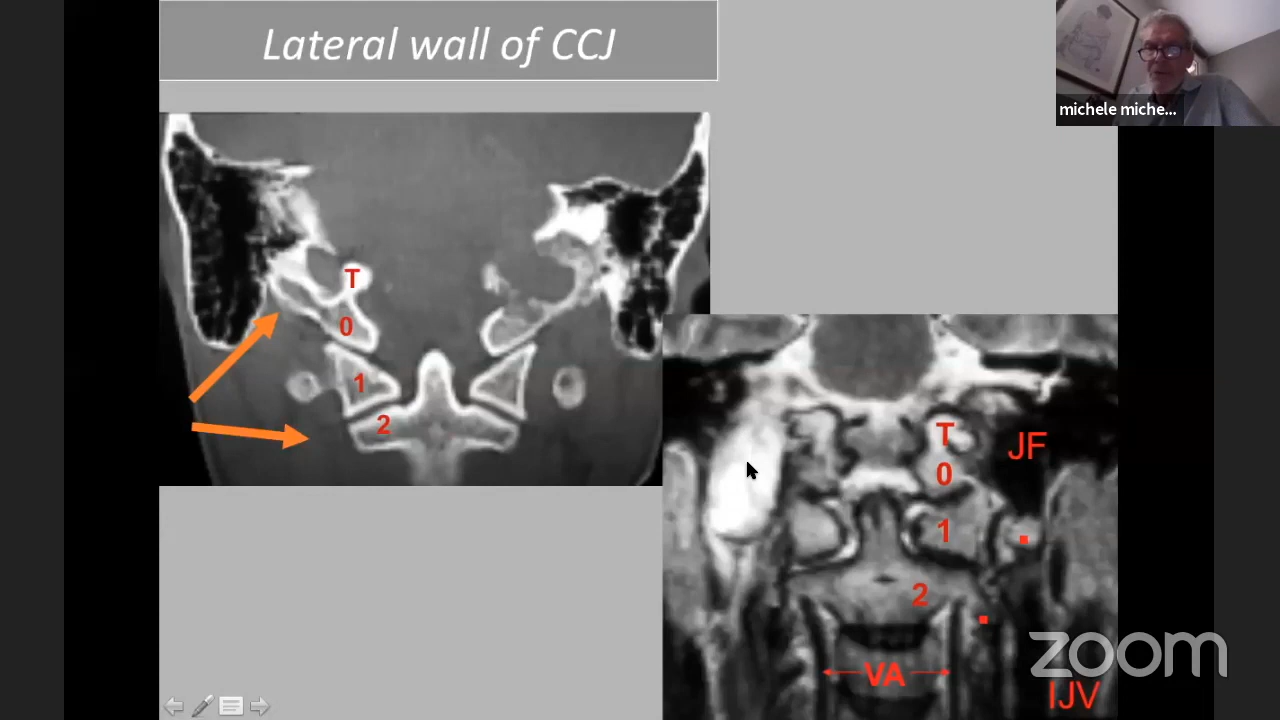 Lateral wall of CCJ
michele miche...
T
0
1
2
T
0
JF
1
2
VA
IJV
zoom